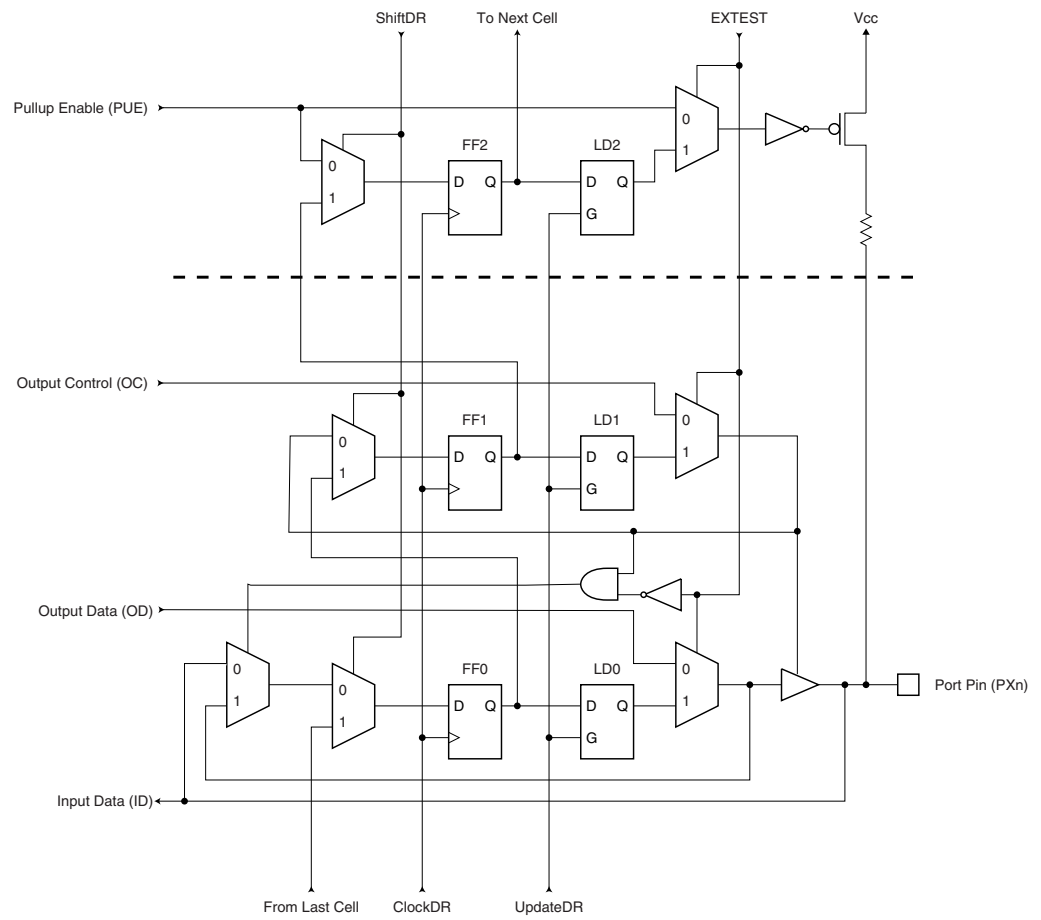 ShiftDR
To Next Cell
EXTEST
Vcc
Pullup Enable (PUE)
0
1
FF2
D Q
LD2
D Q
G
0
1
Output Control (OC)
0
1
FF1
D Q
LD1
D Q
G
0
1
Output Data (OD)
0
1
0
1
FF0
D Q
LD0
D Q
G
0
1
Port Pin (PXn)
Input Data (ID)
From Last Cell
ClockDR
UpdateDR